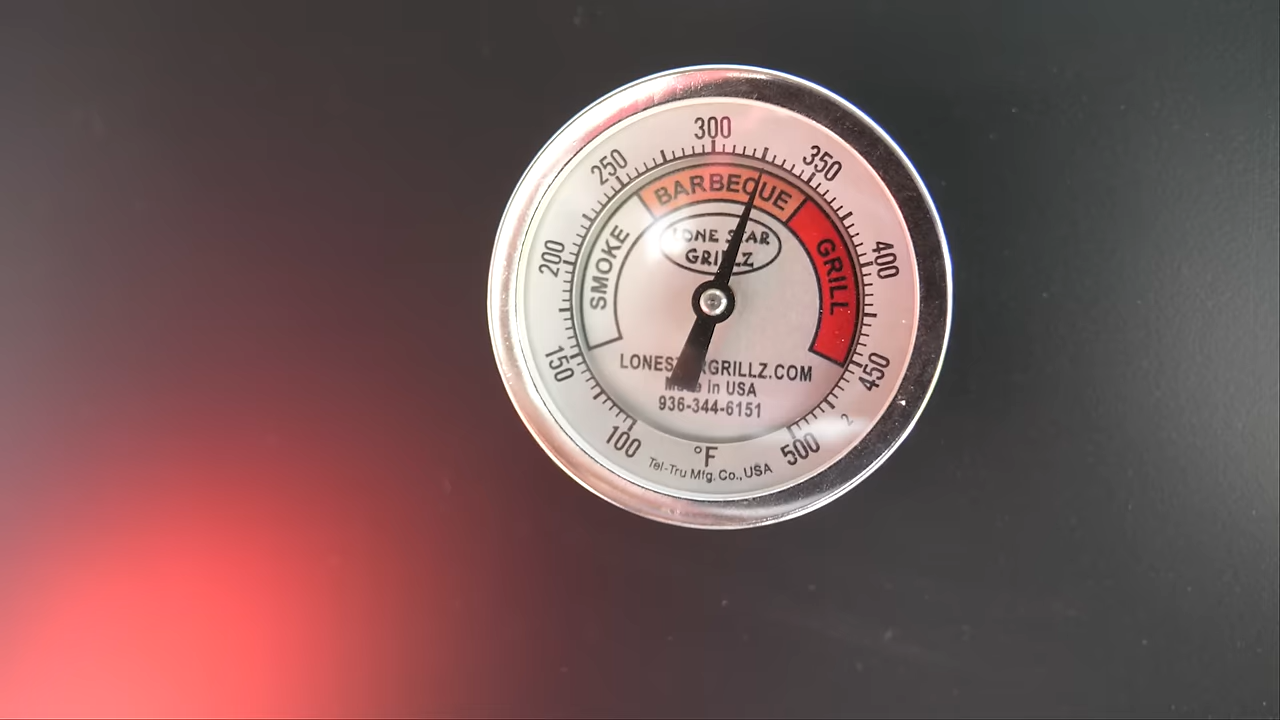 300
250
350
BARBECUE
200
SMOKE
LONE STAR
GRILLZ
GRILL
400
150
450
LONESTARGRILLZ.COM
Made in USA
936-344-6151
100
°F
500
2
Tel-Tru Mfg. Co., USA